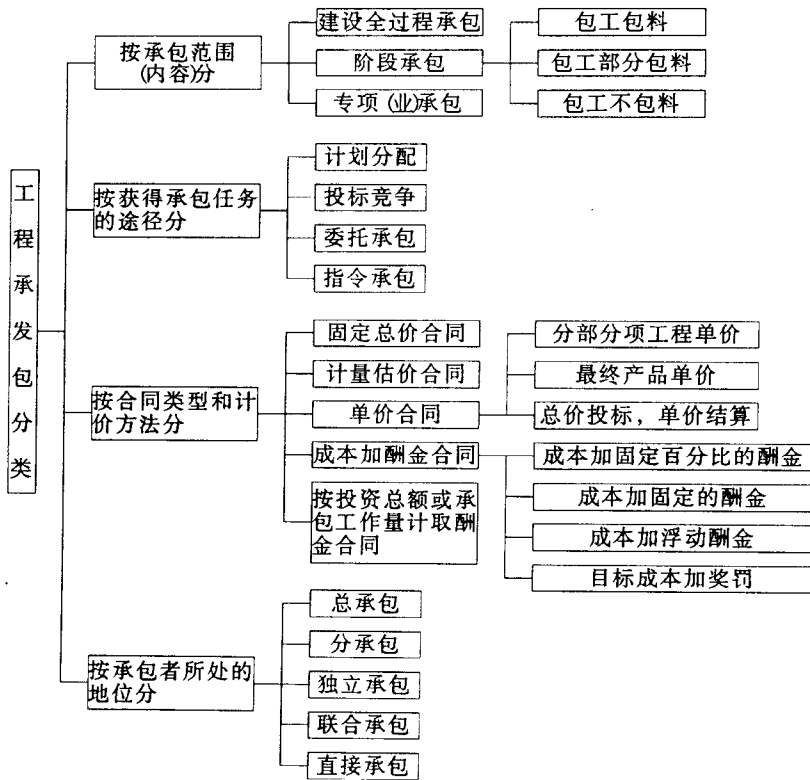 工程承发包分类
按承包范围
(内容)分
建设全过程承包
阶段承包
专项(业)承包
包工包料
包工部分包料
包工不包料
按获得承包任务
的途径分
计划分配
投标竞争
委托承包
指令承包
按合同类型和计
价方法分
固定总价合同
计量估价合同
单价合同
成本加酬金合同
按投资总额或承
包工作量计取酬
金合同
分部分项工程单价
最终产品单价
总价投标，单价结算
成本加固定百分比的酬金
成本加固定的酬金
成本加浮动酬金
目标成本加奖罚
按承包者所处的
地位分
总承包
分承包
独立承包
联合承包
直接承包